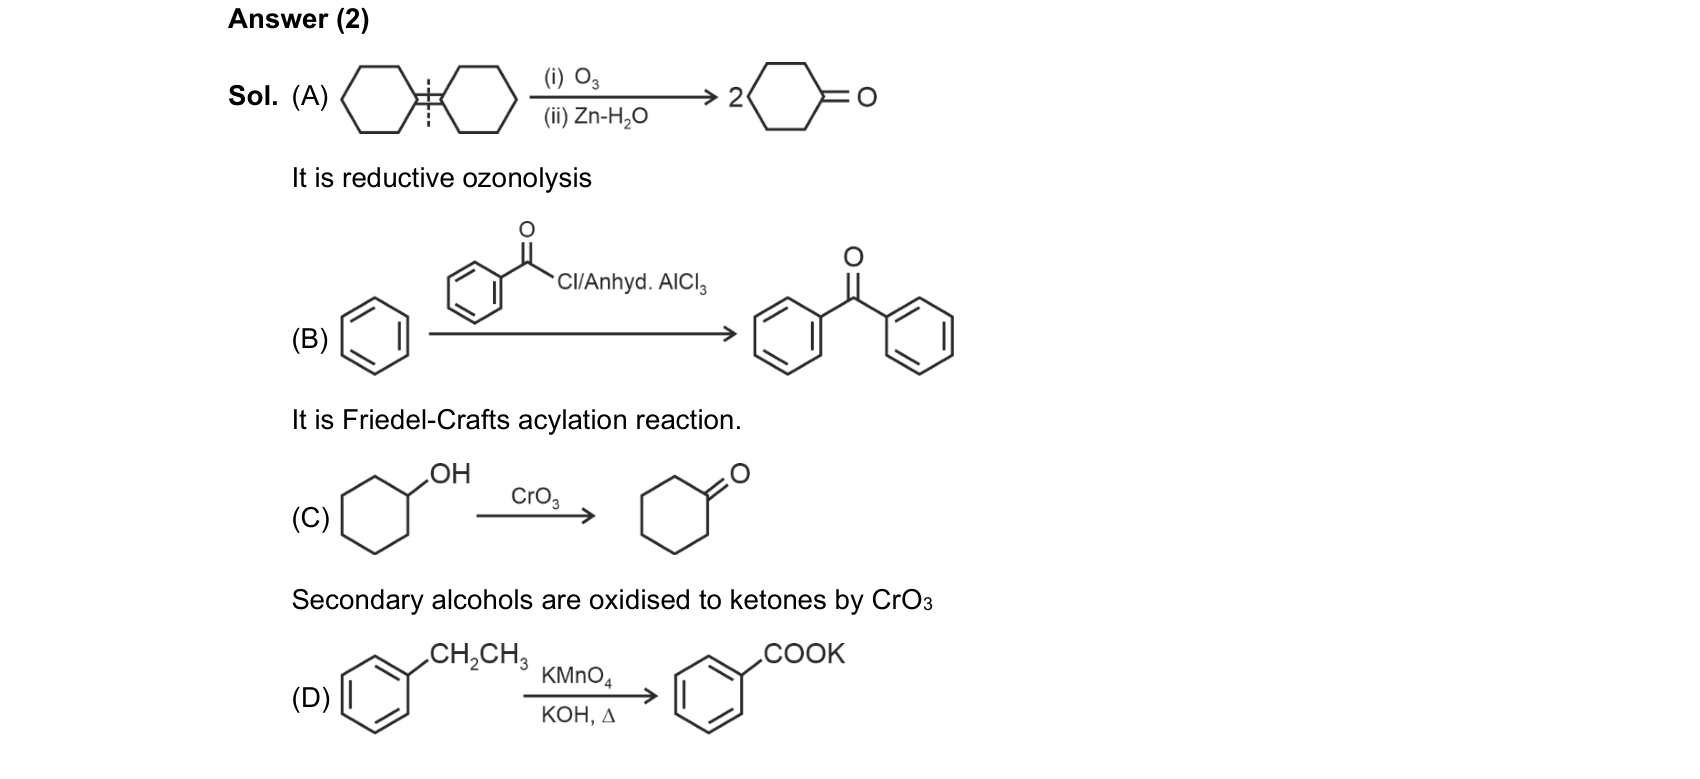 Answer (2)
Sol. (A) (i) O₃ 2 O
(ii) Zn-H₂O
It is reductive ozonolysis
O
Cl/Anhyd. AlCl₃
O
(B)
It is Friedel-Crafts acylation reaction.
(C) OH CrO₃ O
Secondary alcohols are oxidised to ketones by CrO₃
(D) CH₂CH₃ KMnO₄ COOK
KOH, Δ